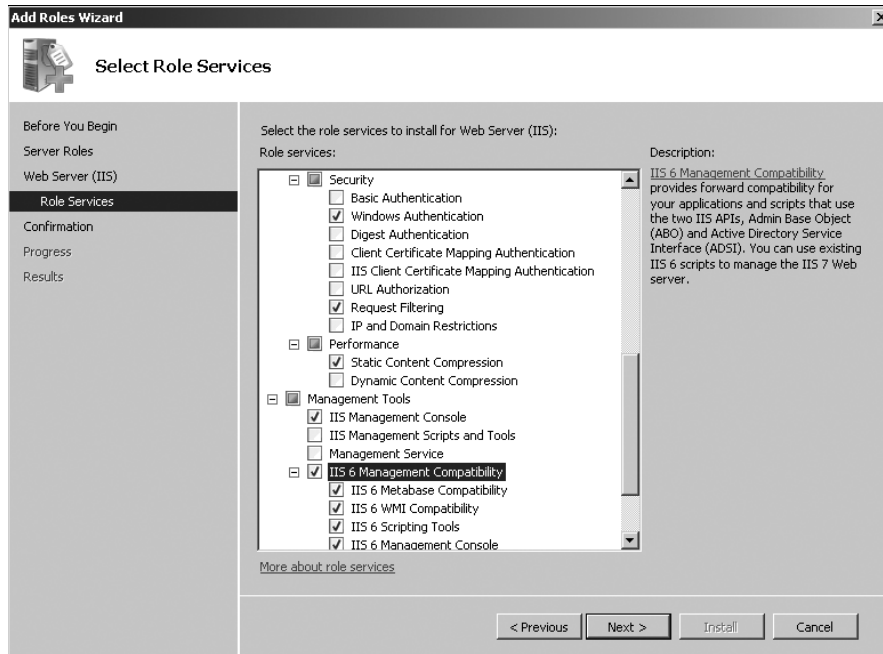 Add Roles Wizard
Select Role Services
Before You Begin
Server Roles
Web Server (IIS)
Role Services
Confirmation
Progress
Results
Select the role services to install for Web Server (IIS):
Role services:
Security
Basic Authentication
Windows Authentication
Digest Authentication
Client Certificate Mapping Authentication
IIS Client Certificate Mapping Authentication
URL Authorization
Request Filtering
IP and Domain Restrictions
Performance
Static Content Compression
Dynamic Content Compression
Management Tools
IIS Management Console
IIS Management Scripts and Tools
Management Service
IIS 6 Management Compatibility
IIS 6 Metabase Compatibility
IIS 6 WMI Compatibility
IIS 6 Scripting Tools
IIS 6 Management Console
More about role services
Description:
IIS 6 Management Compatibility
provides forward compatibility for
your applications and scripts that use
the two IIS APIs, Admin Base Object
(ABO) and Active Directory Service
Interface (ADSI). You can use existing
IIS 6 scripts to manage the IIS 7 Web
server.
< Previous
Next >
Install
Cancel